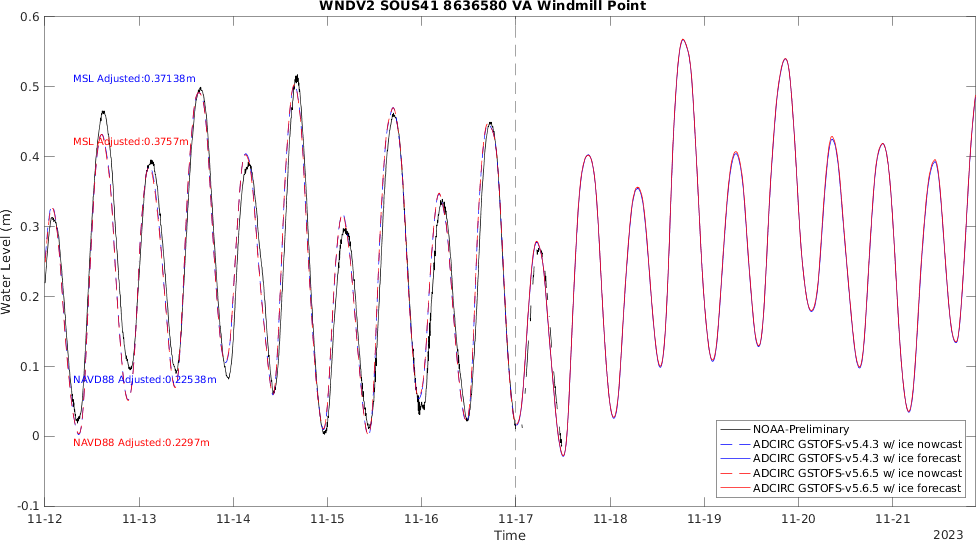 WNDV2 SOUS41 8636580 VA Windmill Point
0.6
0.5
0.4
0.3
0.2
0.1
0
-0.1
Water Level (m)
MSL Adjusted:0.37138m
MSL Adjusted:0.3757m
NAVD88 Adjusted:0.22538m
NAVD88 Adjusted:0.2297m
NOAA-Preliminary
ADCIRC GSTOFS-v5.4.3 w/ ice nowcast
ADCIRC GSTOFS-v5.4.3 w/ ice forecast
ADCIRC GSTOFS-v5.6.5 w/ ice nowcast
ADCIRC GSTOFS-v5.6.5 w/ ice forecast
11-12 11-13 11-14 11-15 11-16 11-17 11-18 11-19 11-20 11-21
Time
2023